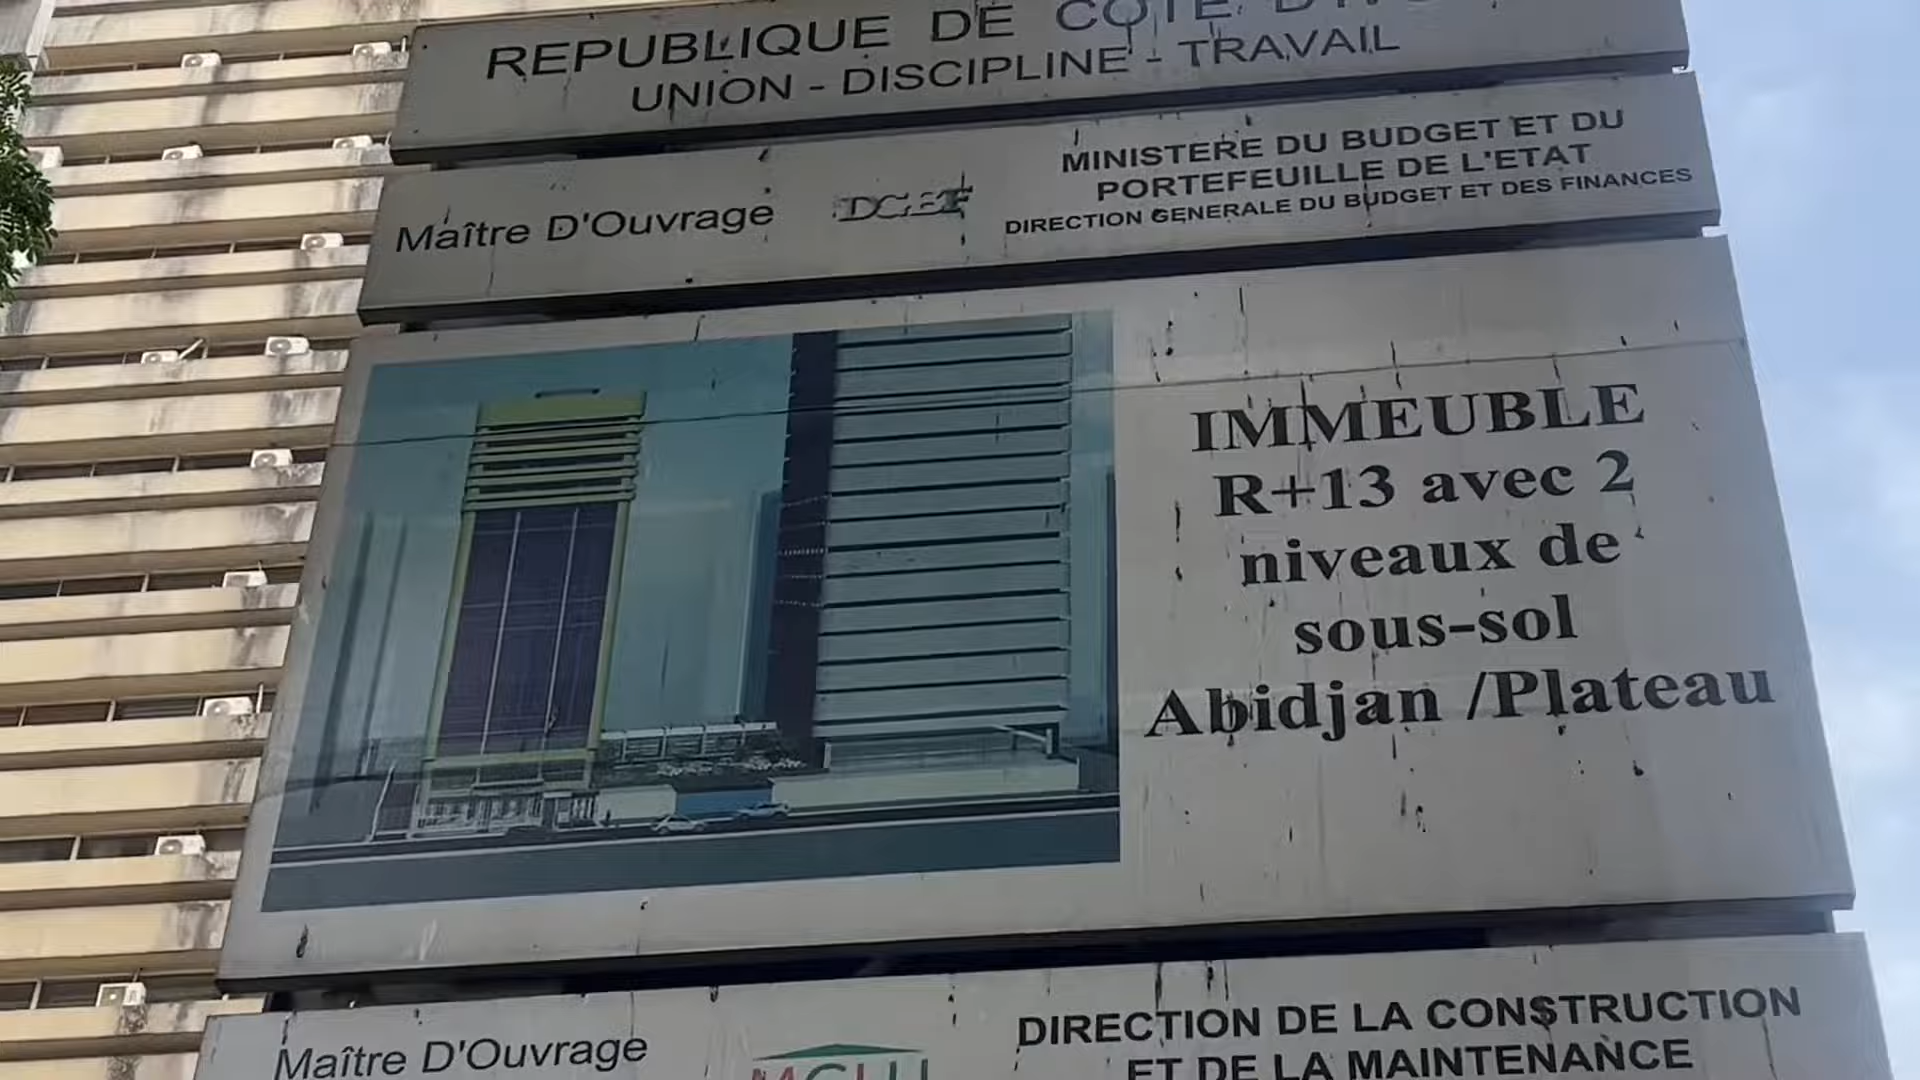 REPUBLIQUE DE COTE
UNION - DISCIPLINE - TRAVAIL
Maître D'Ouvrage
DGBF
MINISTERE DU BUDGET ET DU
PORTEFEUILLE DE L'ETAT
DIRECTION GENERALE DU BUDGET ET DES FINANCES
IMMEUBLE
R+13 avec 2
niveaux de
sous-sol
Abidjan /Plateau
Maître D'Ouvrage
DIRECTION DE LA CONSTRUCTION
ET DE LA MAINTENANCE